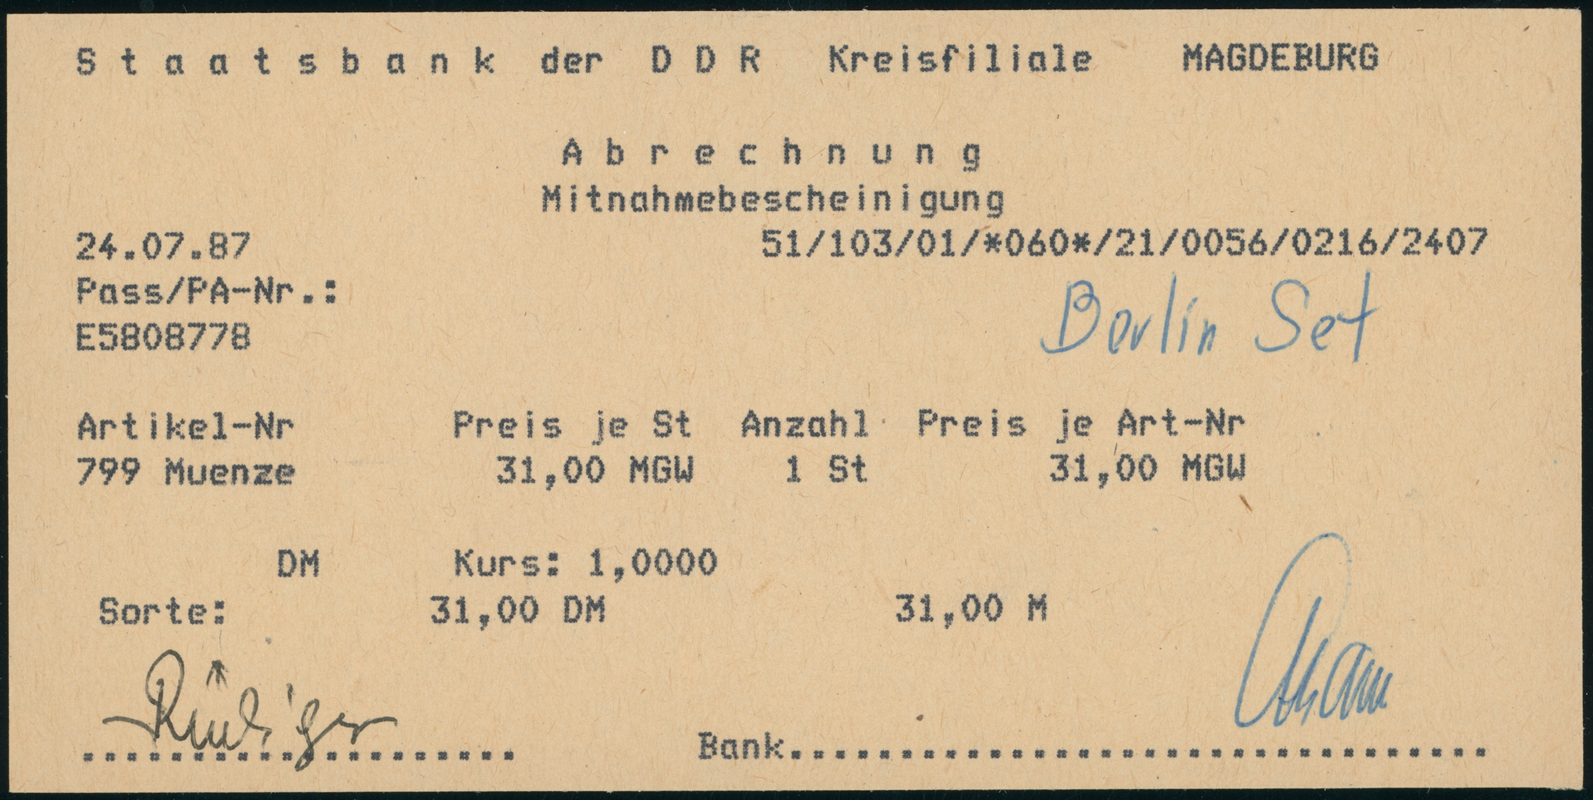 S t a a t s b a n k  der  D D R  Kreisfiliale  MAGDEBURG
A b r e c h n u n g
Mitnahmebescheinigung
24.07.87 51/103/01/*060*/21/0056/0216/2407
Pass/PA-Nr.:
E5808778
Berlin Set
Artikel-Nr Preis je St Anzahl Preis je Art-Nr
799 Muenze 31,00 MGW 1 St 31,00 MGW
DM Kurs: 1,0000
Sorte: 31,00 DM 31,00 M
Rüdiger
.................... Bank................................